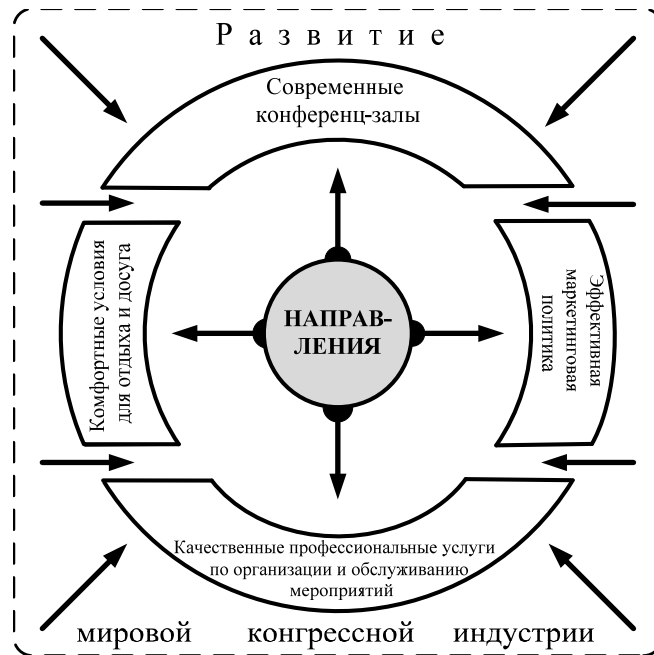 Развитие
Современные
конференц-залы
Комфортные условия
для отдыха и досуга
НАПРАВ-
ЛЕНИЯ
Эффективная
маркетинговая
политика
Качественные профессиональные услуги
по организации и обслуживанию
мероприятий
мировой конгрессной индустрии